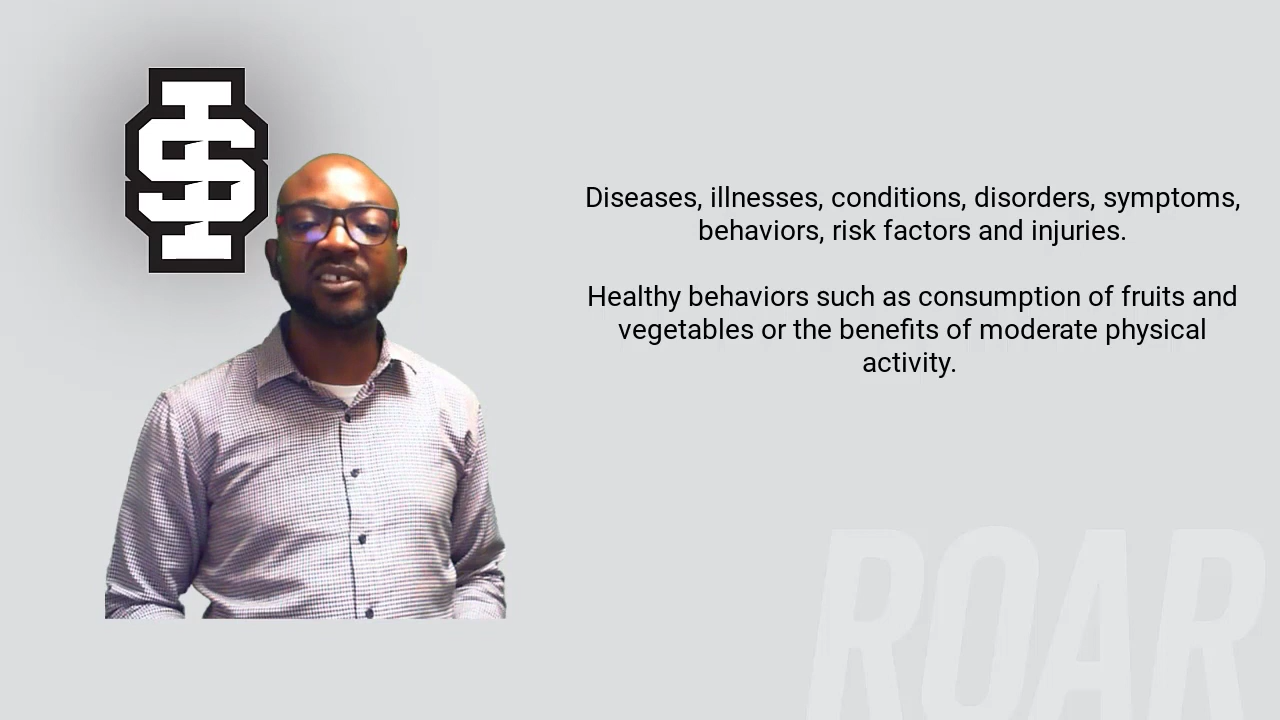 IS
Diseases, illnesses, conditions, disorders, symptoms,
behaviors, risk factors and injuries.
Healthy behaviors such as consumption of fruits and
vegetables or the benefits of moderate physical
activity.
ROAR